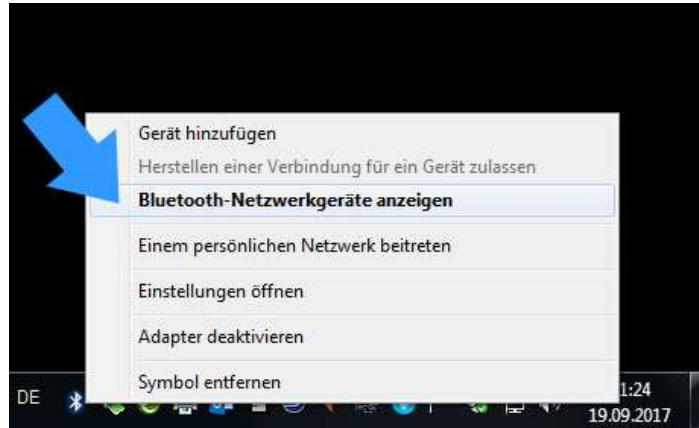 Gerät hinzufügen
Herstellen einer Verbindung für ein Gerät zulassen
Bluetooth-Netzwerkgeräte anzeigen
Einem persönlichen Netzwerk beitreten
Einstellungen öffnen
Adapter deaktivieren
Symbol entfernen
DE
1:24
19.09.2017